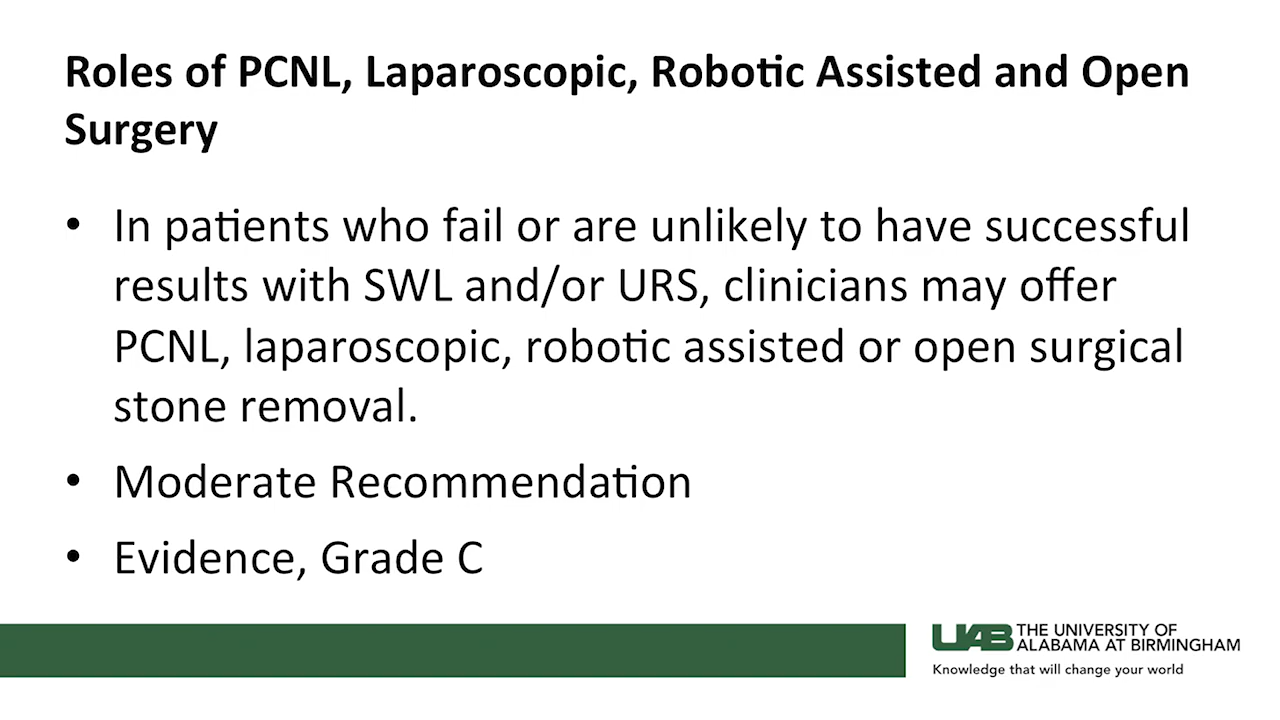 Roles of PCNL, Laparoscopic, Robotic Assisted and Open
Surgery
• In patients who fail or are unlikely to have successful
results with SWL and/or URS, clinicians may offer
PCNL, laparoscopic, robotic assisted or open surgical
stone removal.
• Moderate Recommendation
• Evidence, Grade C
UAB THE UNIVERSITY OF
ALABAMA AT BIRMINGHAM
Knowledge that will change your world